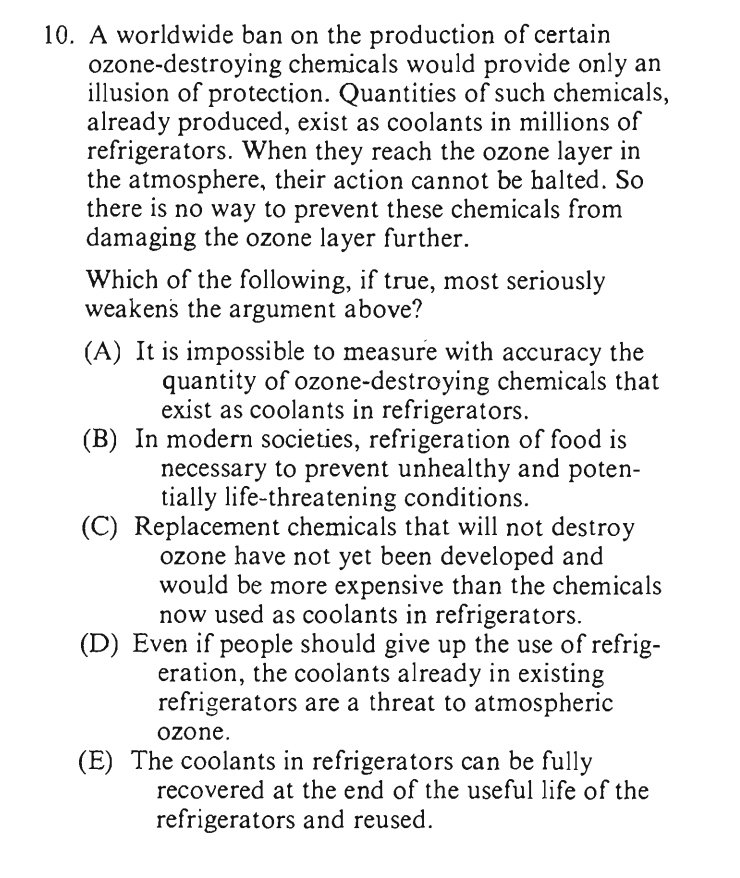 10. A worldwide ban on the production of certain
ozone-destroying chemicals would provide only an
illusion of protection. Quantities of such chemicals,
already produced, exist as coolants in millions of
refrigerators. When they reach the ozone layer in
the atmosphere, their action cannot be halted. So
there is no way to prevent these chemicals from
damaging the ozone layer further.
Which of the following, if true, most seriously
weakens the argument above?
(A) It is impossible to measure with accuracy the
quantity of ozone-destroying chemicals that
exist as coolants in refrigerators.
(B) In modern societies, refrigeration of food is
necessary to prevent unhealthy and poten-
tially life-threatening conditions.
(C) Replacement chemicals that will not destroy
ozone have not yet been developed and
would be more expensive than the chemicals
now used as coolants in refrigerators.
(D) Even if people should give up the use of refrig-
eration, the coolants already in existing
refrigerators are a threat to atmospheric
ozone.
(E) The coolants in refrigerators can be fully
recovered at the end of the useful life of the
refrigerators and reused.